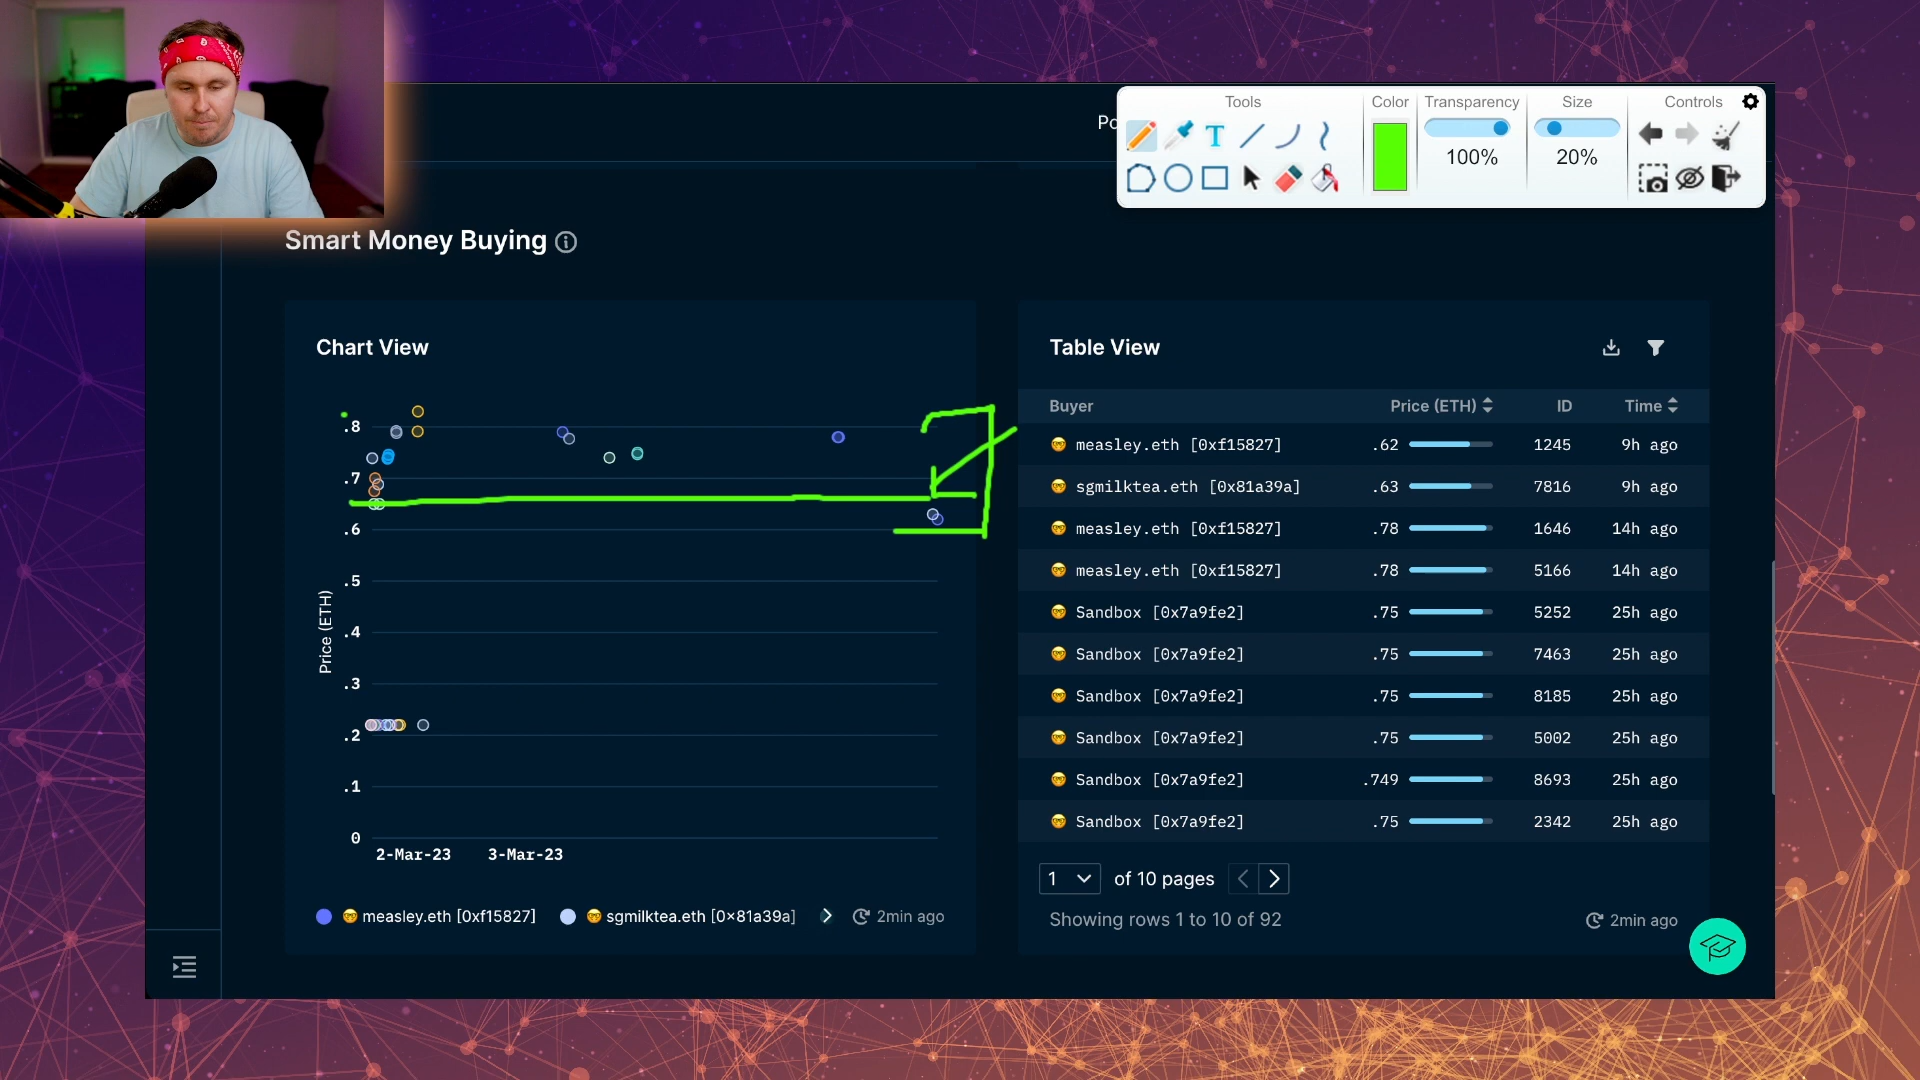 Po
Tools
Color
Transparency
Size
Controls
T
100%
20%
Smart Money Buying
Chart View
.8
.7
.6
.5
.4
.3
.2
.1
0
Price (ETH)
2-Mar-23
3-Mar-23
measley.eth [0xf15827]
sgmilktea.eth [0×81a39a]
2min ago
Table View
Buyer Price (ETH) ID Time
measley.eth [0xf15827] .62 1245 9h ago
sgmilktea.eth [0x81a39a] .63 7816 9h ago
measley.eth [0xf15827] .78 1646 14h ago
measley.eth [0xf15827] .78 5166 14h ago
Sandbox [0x7a9fe2] .75 5252 25h ago
Sandbox [0x7a9fe2] .75 7463 25h ago
Sandbox [0x7a9fe2] .75 8185 25h ago
Sandbox [0x7a9fe2] .75 5002 25h ago
Sandbox [0x7a9fe2] .749 8693 25h ago
Sandbox [0x7a9fe2] .75 2342 25h ago
1 of 10 pages
Showing rows 1 to 10 of 92
2min ago